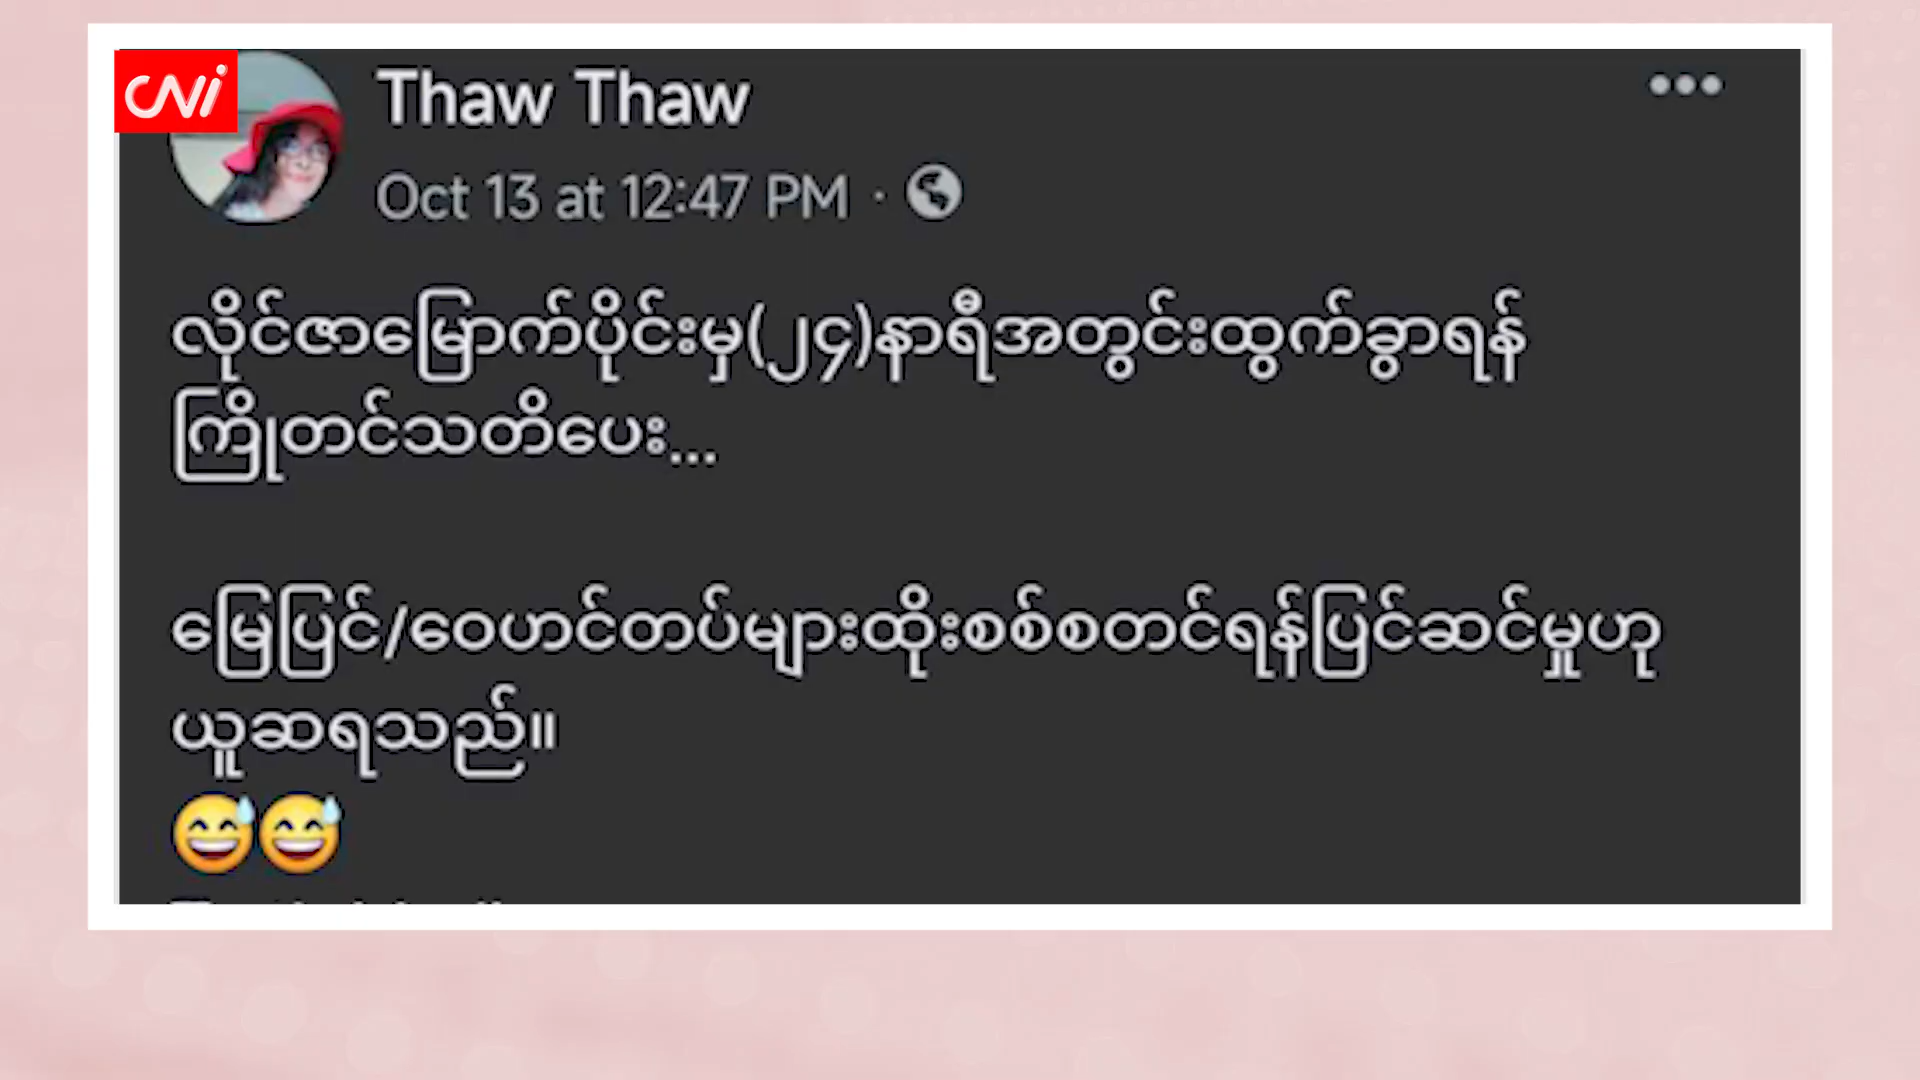 CNi
Thaw Thaw
Oct 13 at 12:47 PM ·
လိုင်ဇာမြောက်ပိုင်းမှ(၂၄)နာရီအတွင်းထွက်ခွာရန်
ကြိုတင်သတိပေး...
မြေပြင်/ဝေဟင်တပ်များထိုးစစ်စတင်ရန်ပြင်ဆင်မှုဟု
ယူဆရသည်။
😅😅